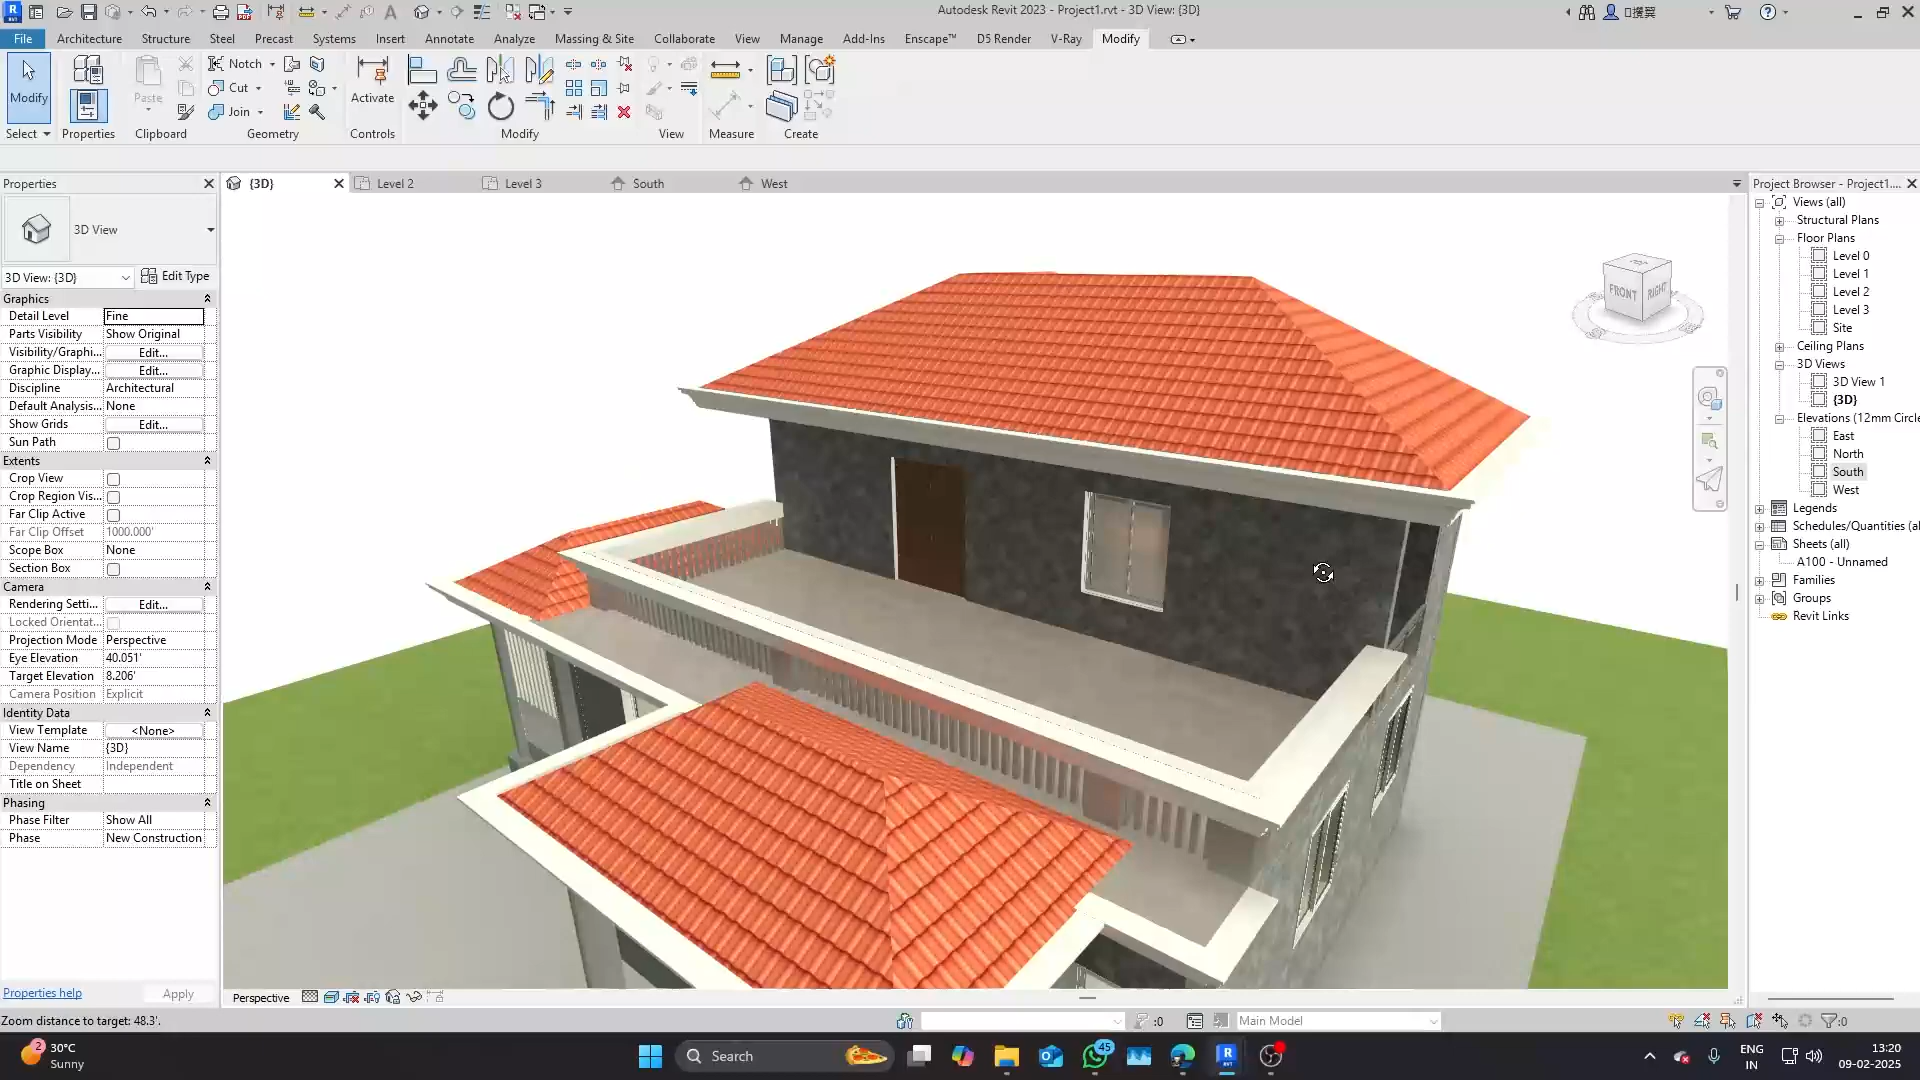 Autodesk Revit 2023 - Project1.rvt - 3D View: {3D}
File Architecture Structure Steel Precast Systems Insert Annotate Analyze Massing & Site Collaborate View Manage Add-Ins Enscape™ D5 Render V-Ray Modify
Modify
Paste
Notch
Cut
Join
Activate
Select Properties Clipboard Geometry Controls Modify View Measure Create
Properties
{3D}
Level 2
Level 3
South
West
Project Browser - Project1....
3D View
3D View: {3D}
Edit Type
Graphics
Detail Level Fine
Parts Visibility Show Original
Visibility/Graphi... Edit...
Graphic Display... Edit...
Discipline Architectural
Default Analysis... None
Show Grids Edit...
Sun Path
Extents
Crop View
Crop Region Vis...
Far Clip Active
Far Clip Offset 1000.000'
Scope Box None
Section Box
Camera
Rendering Setti... Edit...
Locked Orientat...
Projection Mode Perspective
Eye Elevation 40.051'
Target Elevation 8.206'
Camera Position Explicit
Identity Data
View Template <None>
View Name {3D}
Dependency Independent
Title on Sheet
Phasing
Phase Filter Show All
Phase New Construction
Properties help
Apply
FRONT RIGHT
Views (all)
Structural Plans
Floor Plans
Level 0
Level 1
Level 2
Level 3
Site
Ceiling Plans
3D Views
3D View 1
{3D}
Elevations (12mm Circle
East
North
South
West
Legends
Schedules/Quantities (al
Sheets (all)
A100 - Unnamed
Families
Groups
Revit Links
Perspective
Zoom distance to target: 48.3'.
:0
Main Model
:0
2
30°C
Sunny
Search
45
ENG
IN
13:20
09-02-2025